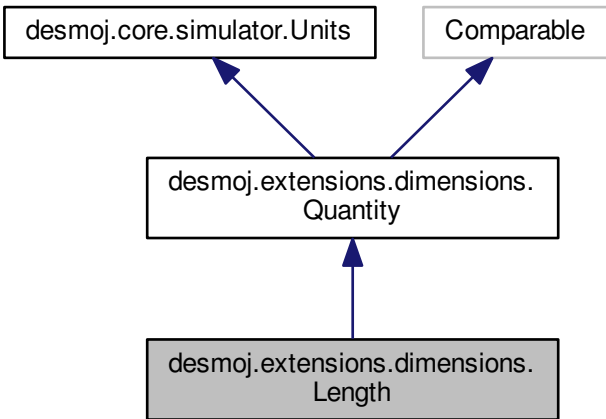 desmoj.core.simulator.Units
Comparable
desmoj.extensions.dimensions.
Quantity
desmoj.extensions.dimensions.
Length